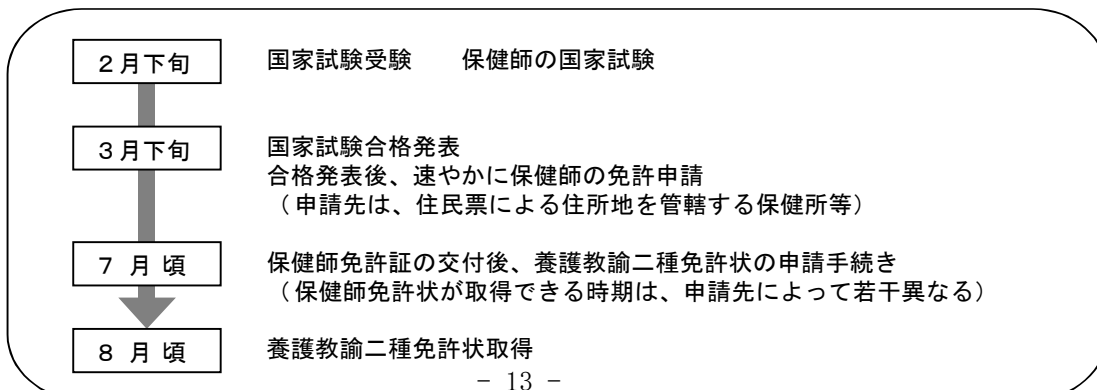 2月下旬 国家試験受験 保健師の国家試験
3月下旬 国家試験合格発表
合格発表後、速やかに保健師の免許申請
（申請先は、住民票による住所地を管轄する保健所等）
7 月 頃 保健師免許証の交付後、養護教諭二種免許状の申請手続き
（保健師免許状が取得できる時期は、申請先によって若干異なる）
8 月 頃 養護教諭二種免許状取得
- 13 -